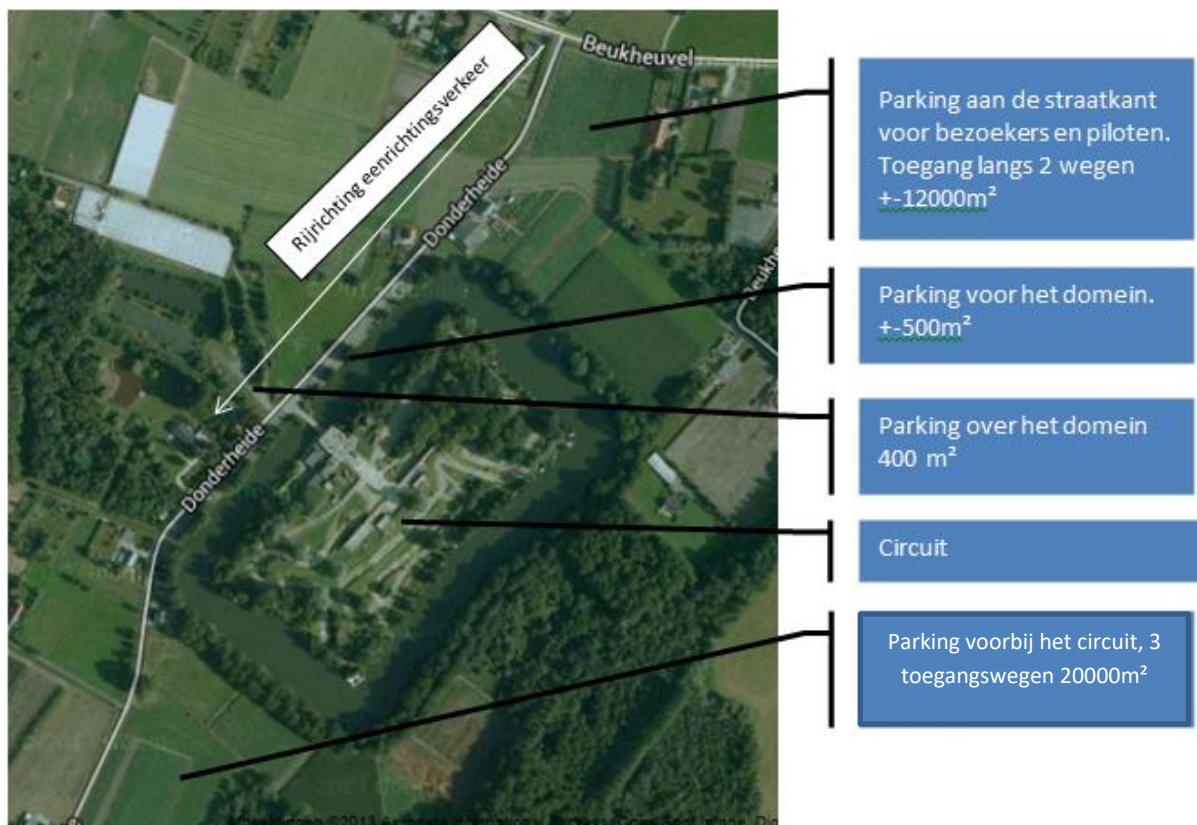 Beukheuvel
Rijrichting eenrichtingsverkeer
Donderheide
Donderheide
Parking aan de straatkant
voor bezoekers en piloten.
Toegang langs 2 wegen
+-12000m²
Parking voor het domein.
+-500m²
Parking over het domein
400 m²
Circuit
Parking voorbij het circuit, 3
toegangswegen 20000m²